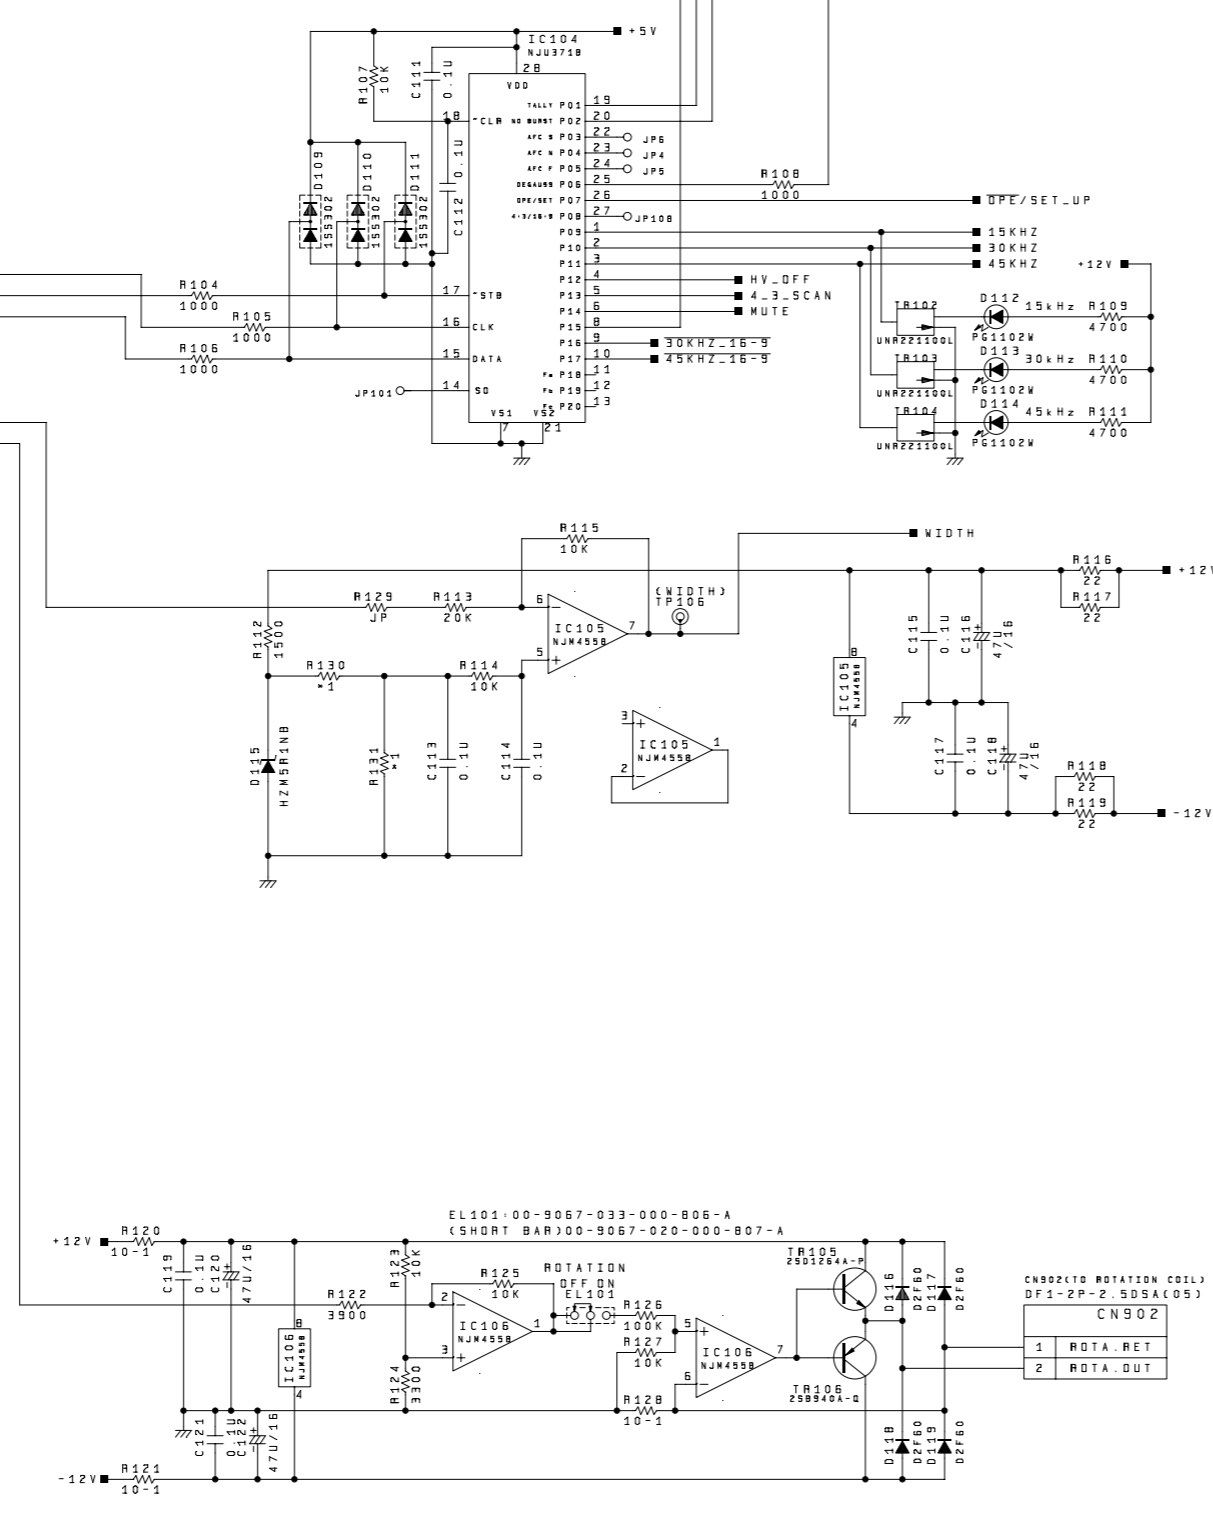 +5V
IC104
NJU3718
28
VDD
R107
10K
C111
0.1U
18
~CLR
C112
0.1U
TALLY P01 19
NO BURST P02 20
AFC S P03 22 JP6
AFC N P04 23 JP4
AFC F P05 24 JP5
DEGAUSS P06 25
OPE/SET P07 26
4:3/16:9 P08 27 JP108
P09 1
P10 2
P11 3
P12 4
P13 5
P14 6
P15 8
P16 9
P17 10
Fa P18 11
Fb P19 12
Fc P20 13
R108
1000
OPE/SET_UP
15KHZ
30KHZ
45KHZ
HV_OFF
4_3_SCAN
MUTE
30KHZ_16-9
45KHZ_16-9
D109
1SS302
D110
1SS302
D111
1SS302
R104
1000
R105
1000
R106
1000
17 ~STB
16 CLK
15 DATA
JP101 14 SO
VS1 VS2
7 21
+12V
TR102
UNR221100L
D112
PG1102W
15kHz
R109
4700
TR103
UNR221100L
D113
PG1102W
30kHz
R110
4700
TR104
UNR221100L
D114
PG1102W
45kHz
R111
4700
R115
10K
WIDTH
(WIDTH)
TP106
R129
JP
R113
20K
6
5
7
IC105
NJM4558
R112
1500
R130
*1
R114
10K
D115
HZM5R1NB
R131
*1
C113
0.1U
C114
0.1U
3
2
1
IC105
NJM4558
8
IC105
NJM4558
4
C115
0.1U
C116
47U
/16
C117
0.1U
C118
47U
/16
R116
22
R117
22
+12V
R118
22
R119
22
-12V
EL101:00-9067-033-000-806-A
(SHORT BAR)00-9067-020-000-807-A
+12V
R120
10-1
C119
0.1U
C120
47U/16
8
IC106
NJM4558
4
C121
0.1U
C122
47U/16
-12V
R121
10-1
R122
3900
R123
10K
R124
3300
R125
10K
2
3
1
IC106
NJM4558
ROTATION
OFF ON
EL101
R126
100K
R127
10K
R128
10-1
5
6
7
IC106
NJM4558
TR105
2SD1264A-P
TR106
2SB940A-Q
D116
D2F60
D117
D2F60
D118
D2F60
D119
D2F60
CN902(TO ROTATION COIL)
DF1-2P-2.5DSA(05)
CN902
1 ROTA.RET
2 ROTA.OUT